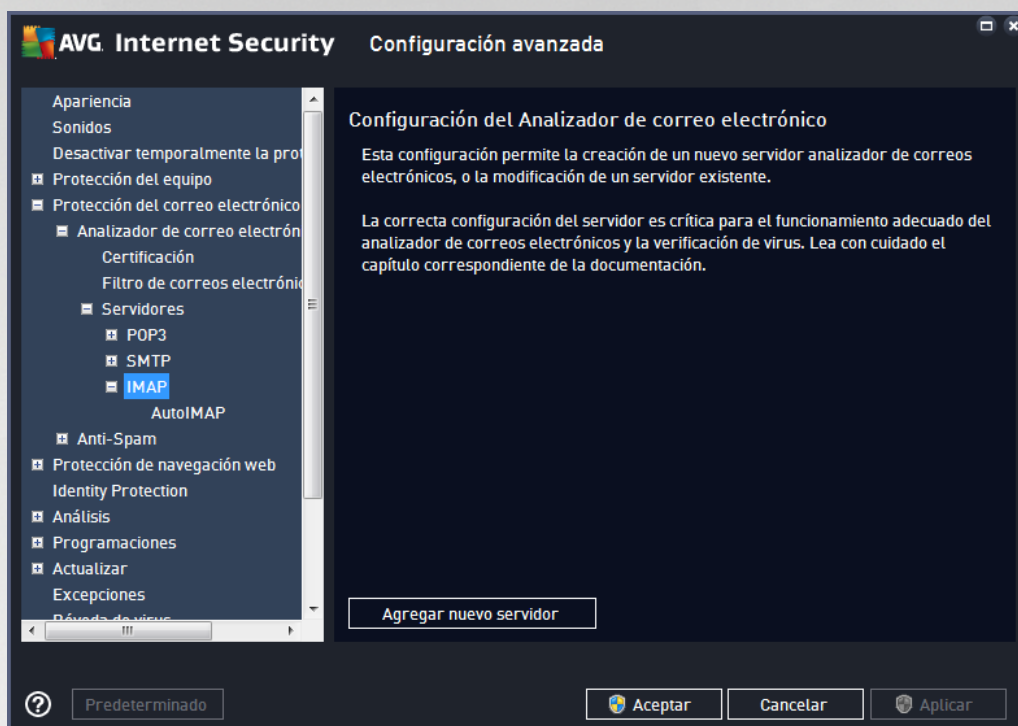 AVG. Internet Security
Configuración avanzada
Apariencia
Sonidos
Desactivar temporalmente la
Protección del equipo
Protección del correo electrónico
Analizador de correo
Certificación
Filtro de correos
Servidores
POP3
SMTP
IMAP
AutoIMAP
Anti-Spam
Protección de navegación web
Identity Protection
Análisis
Programaciones
Actualizar
Excepciones
Configuración del Analizador de correo electrónico
Esta configuración permite la creación de un nuevo servidor analizador de correos
electrónicos, o la modificación de un servidor existente.
La correcta configuración del servidor es crítica para el funcionamiento adecuado del
analizador de correos electrónicos y la verificación de virus. Lea con cuidado el
capítulo correspondiente de la documentación.
Agregar nuevo servidor
Predeterminado
Aceptar
Cancelar
Aplicar